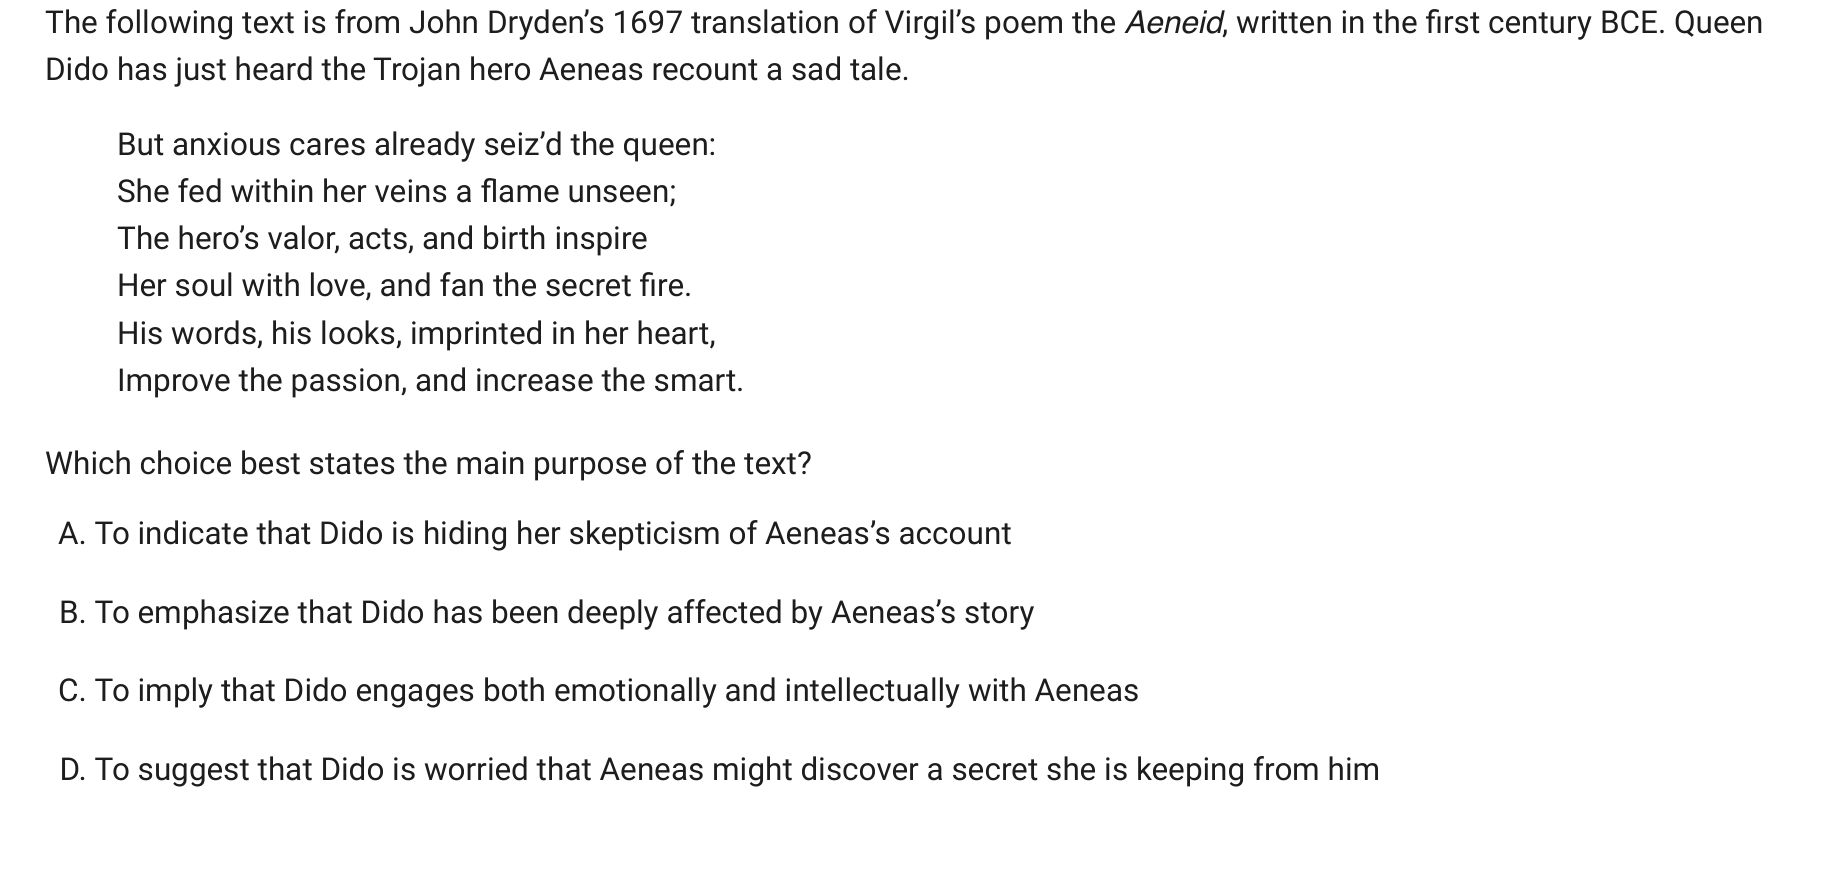 The following text is from John Dryden’s 1697 translation of Virgil’s poem the Aeneid, written in the first century BCE. Queen
Dido has just heard the Trojan hero Aeneas recount a sad tale.
But anxious cares already seiz’d the queen:
She fed within her veins a flame unseen;
The hero’s valor, acts, and birth inspire
Her soul with love, and fan the secret fire.
His words, his looks, imprinted in her heart,
Improve the passion, and increase the smart.
Which choice best states the main purpose of the text?
A. To indicate that Dido is hiding her skepticism of Aeneas’s account
B. To emphasize that Dido has been deeply affected by Aeneas’s story
C. To imply that Dido engages both emotionally and intellectually with Aeneas
D. To suggest that Dido is worried that Aeneas might discover a secret she is keeping from him